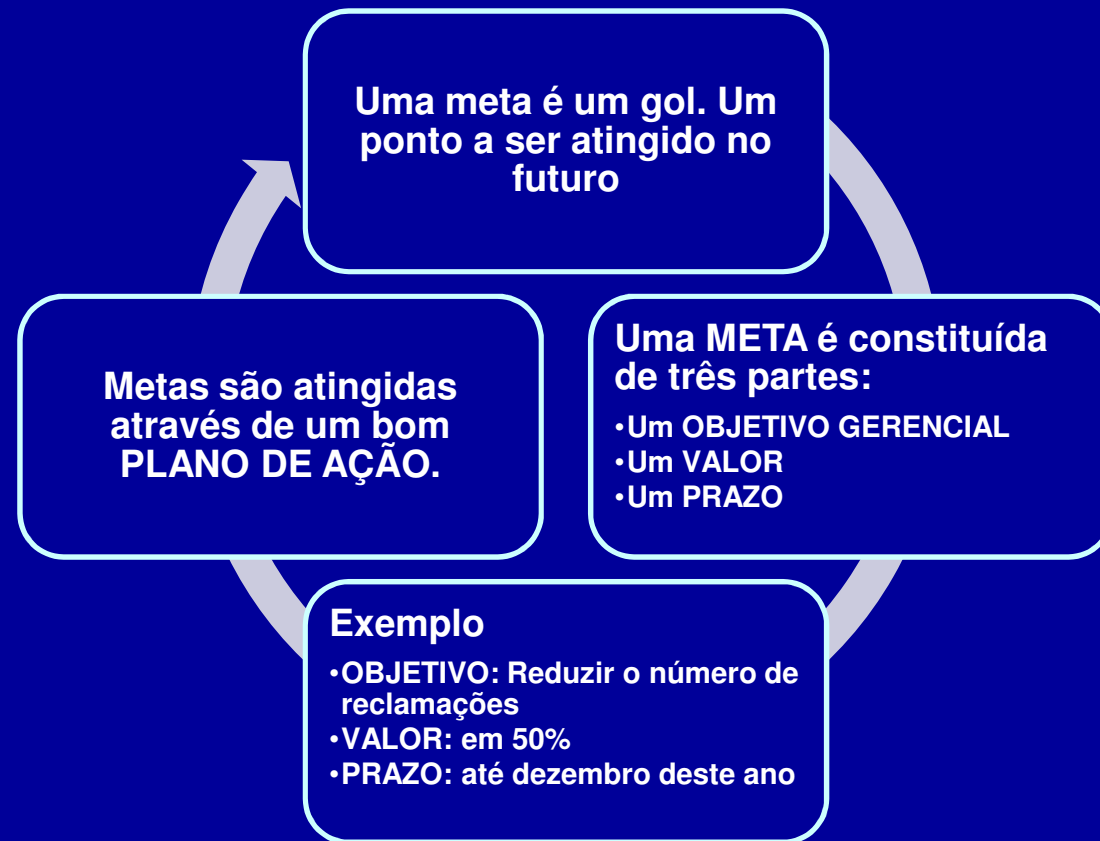 Uma meta é um gol. Um
ponto a ser atingido no
futuro
Uma META é constituída
de três partes:
•Um OBJETIVO GERENCIAL
•Um VALOR
•Um PRAZO
Exemplo
•OBJETIVO: Reduzir o número de
reclamações
•VALOR: em 50%
•PRAZO: até dezembro deste ano
Metas são atingidas
através de um bom
PLANO DE AÇÃO.